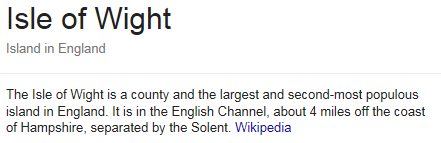 Isle of Wight
Island in England
The Isle of Wight is a county and the largest and second-most populous
island in England. It is in the English Channel, about 4 miles off the coast
of Hampshire, separated by the Solent. Wikipedia